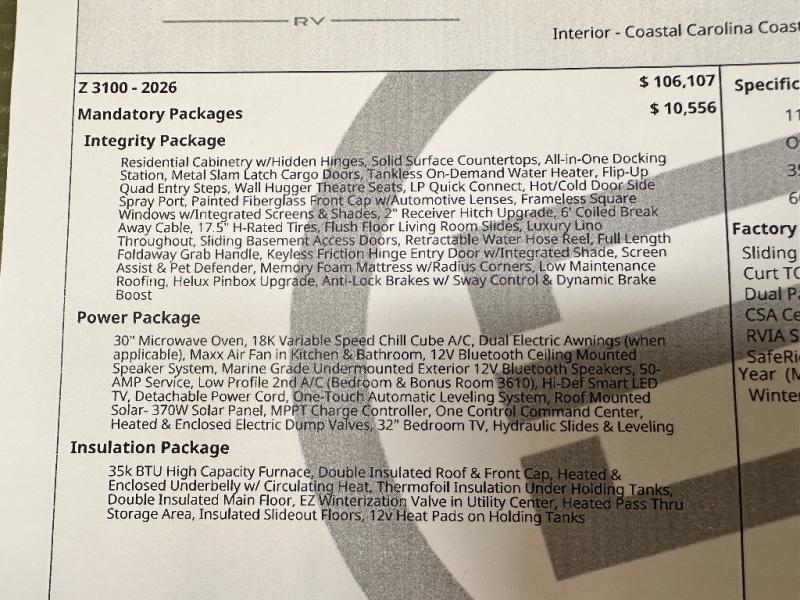 RV
Interior - Coastal Carolina Coast
Z 3100 - 2026 $ 106,107
Mandatory Packages $ 10,556
Integrity Package
Residential Cabinetry w/Hidden Hinges, Solid Surface Countertops, All-in-One Docking
Station, Metal Slam Latch Cargo Doors, Tankless On-Demand Water Heater, Flip-Up
Quad Entry Steps, Wall Hugger Theatre Seats, LP Quick Connect, Hot/Cold Door Side
Spray Port, Painted Fiberglass Front Cap w/Automotive Lenses, Frameless Square
Windows w/Integrated Screens & Shades, 2" Receiver Hitch Upgrade, 6' Coiled Break
Away Cable, 17.5" H-Rated Tires, Flush Floor Living Room Slides, Luxury Lino
Throughout, Sliding Basement Access Doors, Retractable Water Hose Reel, Full Length
Foldaway Grab Handle, Keyless Friction Hinge Entry Door w/Integrated Shade, Screen
Assist & Pet Defender, Memory Foam Mattress w/Radius Corners, Low Maintenance
Roofing, Helux Pinbox Upgrade, Anti-Lock Brakes w/ Sway Control & Dynamic Brake
Boost
Power Package
30" Microwave Oven, 18K Variable Speed Chill Cube A/C, Dual Electric Awnings (when
applicable), Maxx Air Fan in Kitchen & Bathroom, 12V Bluetooth Ceiling Mounted
Speaker System, Marine Grade Undermounted Exterior 12V Bluetooth Speakers, 50-
AMP Service, Low Profile 2nd A/C (Bedroom & Bonus Room 3610), Hi-Def Smart LED
TV, Detachable Power Cord, One-Touch Automatic Leveling System, Roof Mounted
Solar- 370W Solar Panel, MPPT Charge Controller, One Control Command Center,
Heated & Enclosed Electric Dump Valves, 32" Bedroom TV, Hydraulic Slides & Leveling
Insulation Package
35k BTU High Capacity Furnace, Double Insulated Roof & Front Cap, Heated &
Enclosed Underbelly w/ Circulating Heat, Thermofoil Insulation Under Holding Tanks,
Double Insulated Main Floor, EZ Winterization Valve in Utility Center, Heated Pass Thru
Storage Area, Insulated Slideout Floors, 12v Heat Pads on Holding Tanks
Specific
11
O
35
6
Factory
Sliding
Curt TC
Dual Pa
CSA Ce
RVIA S
SafeRi
Year (M
Winter